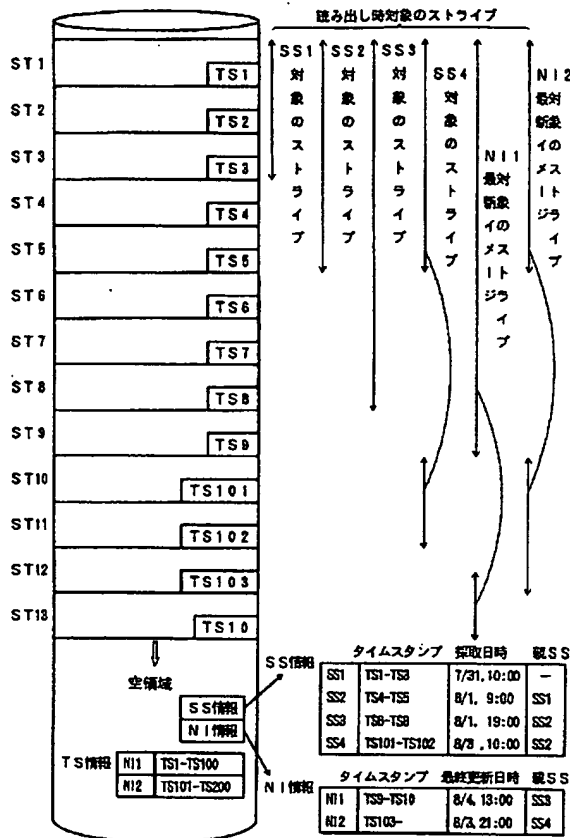 読み出し時対象のストライプ
ST1
TS1
ST2
TS2
ST3
TS3
ST4
TS4
ST5
TS5
ST6
TS6
ST7
TS7
ST8
TS8
ST9
TS9
ST10
TS101
ST11
TS102
ST12
TS103
ST13
TS10
SS1対象のストライプ
SS2対象のストライプ
SS3対象のストライプ
SS4対象のストライプ
NI1最新イメージ
対象のストライプ
NI2最新イメージ
対象のストライプ
空領域
SS情報
NI情報
TS情報
NI1 TS1-TS100
NI2 TS101-TS200
SS情報
タイムスタンプ 採取日時 親SS
SS1 TS1-TS3 7/31, 10:00 －
SS2 TS4-TS5 8/1, 9:00 SS1
SS3 TS6-TS8 8/1, 19:00 SS2
SS4 TS101-TS102 8/3, 10:00 SS2
NI情報
タイムスタンプ 最終更新日時 親SS
NI1 TS9-TS10 8/4, 13:00 SS3
NI2 TS103- 8/3, 21:00 SS4